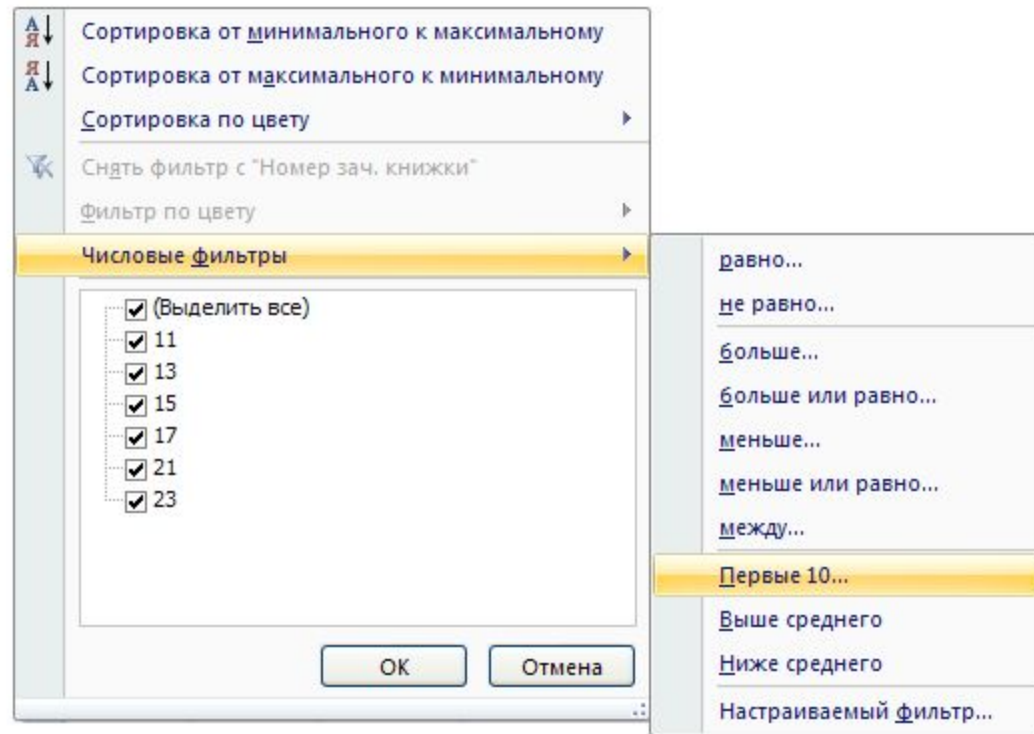 Сортировка от минимального к максимальному
Сортировка от максимального к минимальному
Сортировка по цвету
Снять фильтр с "Номер зач. книжки"
Фильтр по цвету
Числовые фильтры
(Выделить все)
11
13
15
17
21
23
ОК
Отмена
равно...
не равно...
больше...
больше или равно...
меньше...
меньше или равно...
между...
Первые 10...
Выше среднего
Ниже среднего
Настраиваемый фильтр...